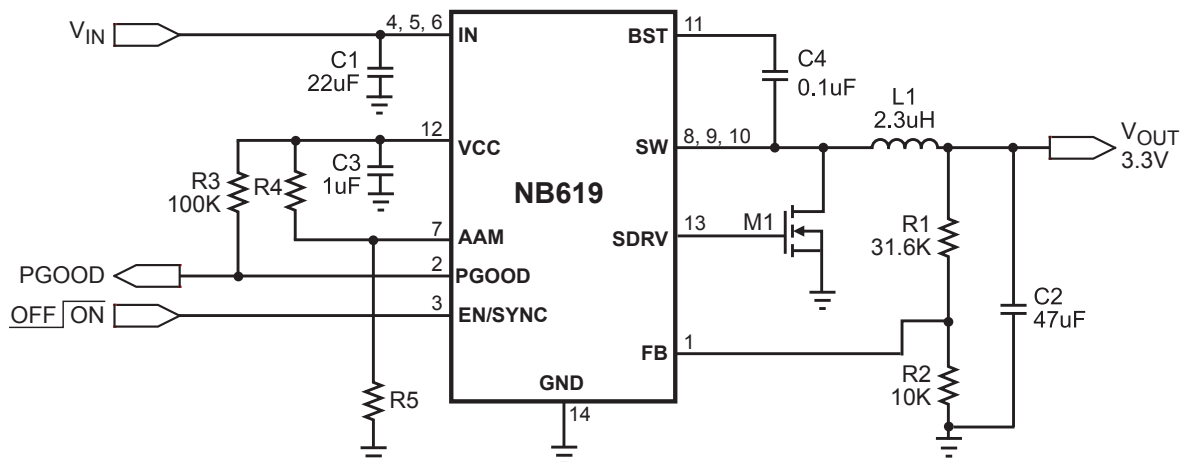 VIN
4, 5, 6
IN
C1
22uF
12
VCC
C3
1uF
R3
100K
R4
7
AAM
PGOOD
2
PGOOD
OFF ON
3
EN/SYNC
R5
NB619
GND
14
BST
11
C4
0.1uF
SW
8, 9, 10
L1
2.3uH
VOUT
3.3V
SDRV
13
M1
R1
31.6K
C2
47uF
FB
1
R2
10K